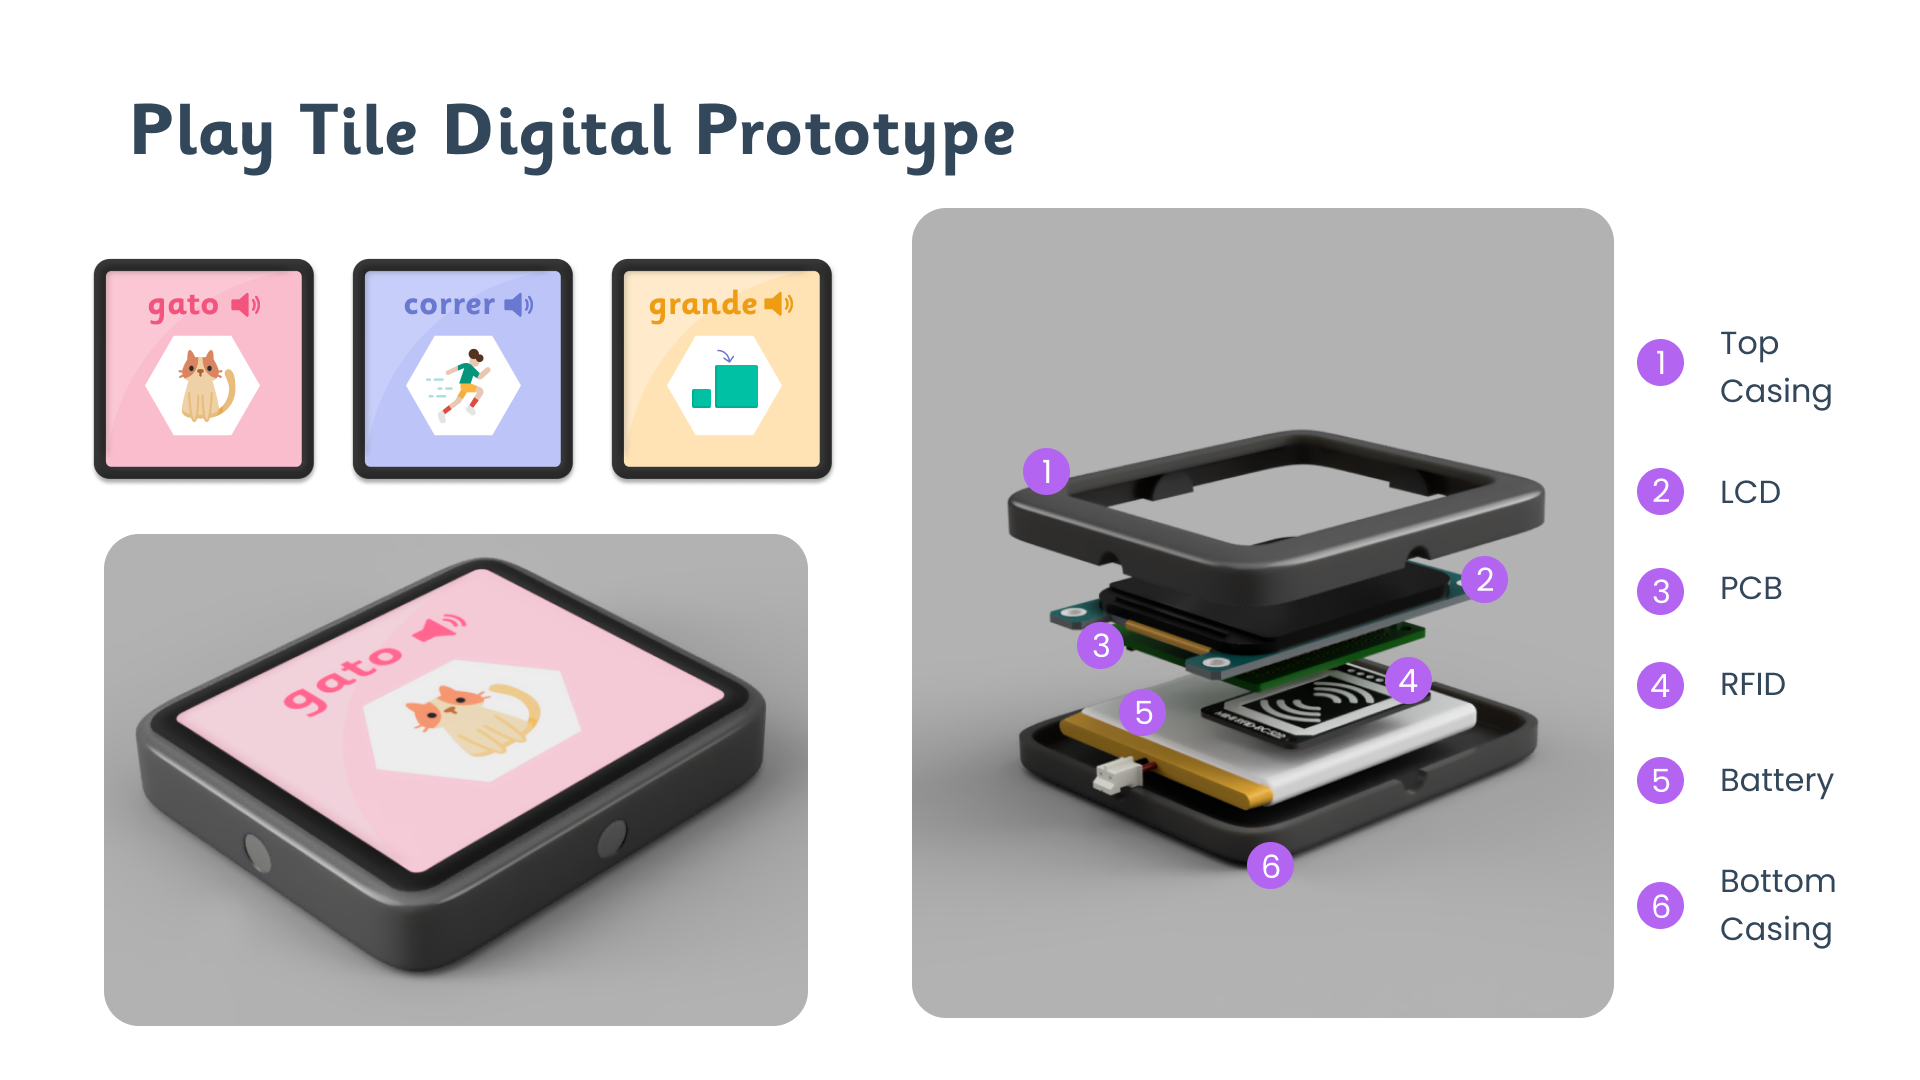 Play Tile Digital Prototype
gato
correr
grande
gato
1
2
3
4
5
MINI RFID-RC522
6
1 Top
Casing
2 LCD
3 PCB
4 RFID
5 Battery
6 Bottom
Casing